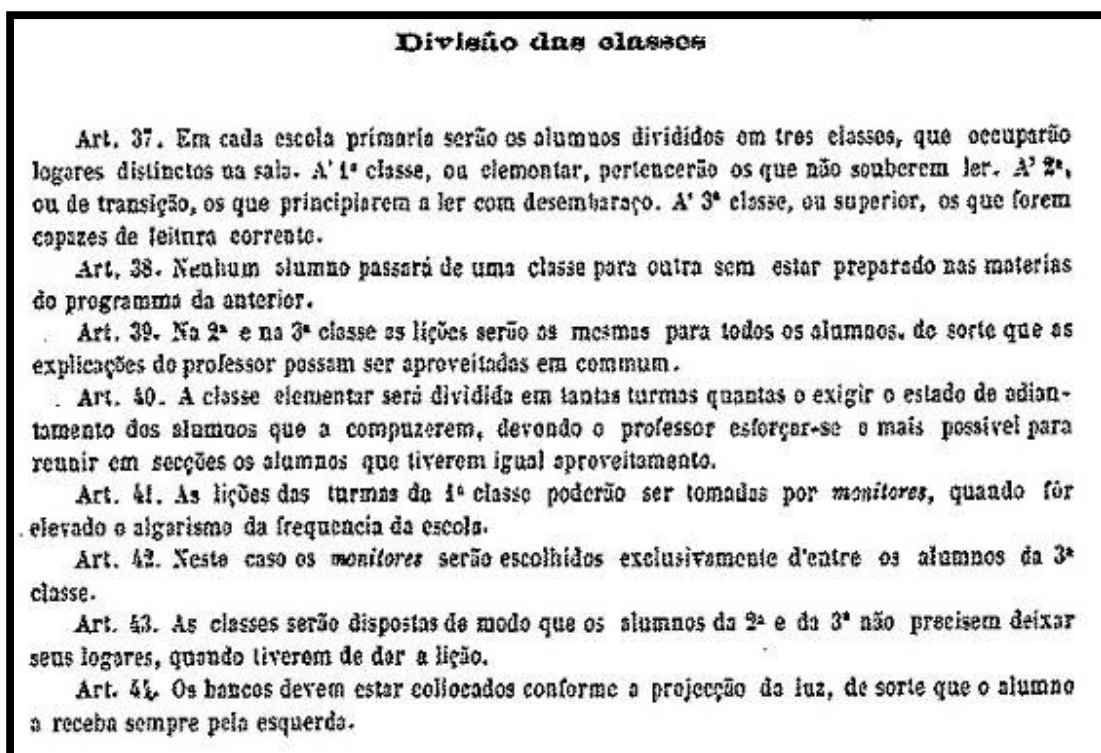 Divisão das classes
Art. 37. Em cada escola primaria serão os alumnos divididos em tres classes, que occuparão
logares distinctos na sala. A' 1ª classe, ou elementar, pertencerão os que não souberem ler. A' 2ª,
ou de transição, os que principiarem a ler com desembaraço. A' 3ª classe, ou superior, os que forem
capazes de leitura corrente.
Art. 38. Nenhum alumno passará de uma classe para outra sem estar preparado nas materias
do programma da anterior.
Art. 39. Na 2ª e na 3ª classe as lições serão as mesmas para todos os alumnos, de sorte que as
explicações do professor possam ser aproveitadas em commum.
Art. 40. A classe elementar será dividida em tantas turmas quantas o exigir o estado de adian-
tamento dos alumnos que a compuzerem, devendo o professor esforçar-se o mais possivel para
reunir em secções os alumnos que tiverem igual aproveitamento.
Art. 41. As lições das turmas da 1ª classe poderão ser tomadas por monitores, quando fôr
elevado o algarismo da frequencia da escola.
Art. 42. Neste caso os monitores serão escolhidos exclusivamente d'entre os alumnos da 3ª
classe.
Art. 43. As classes serão dispostas de modo que os alumnos da 2ª e da 3ª não precisem deixar
seus logares, quando tiverem de dar a lição.
Art. 44. Os bancos devem estar collocados conforme a projecção da luz, de sorte que o alumno
a receba sempre pela esquerda.